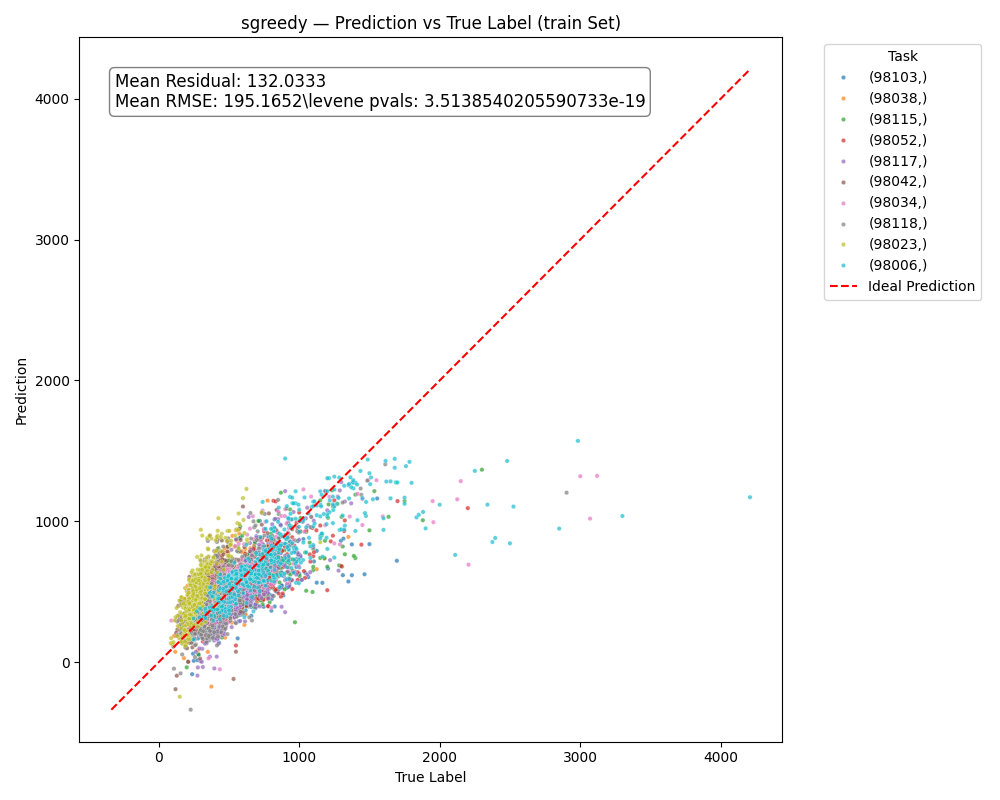 sgreedy — Prediction vs True Label (train Set)
Mean Residual: 132.0333
Mean RMSE: 195.1652\levene pvals: 3.5138540205590733e-19
Task
(98103,)
(98038,)
(98115,)
(98052,)
(98117,)
(98042,)
(98034,)
(98118,)
(98023,)
(98006,)
Ideal Prediction
4000
3000
2000
1000
0
Prediction
0
1000
2000
3000
4000
True Label